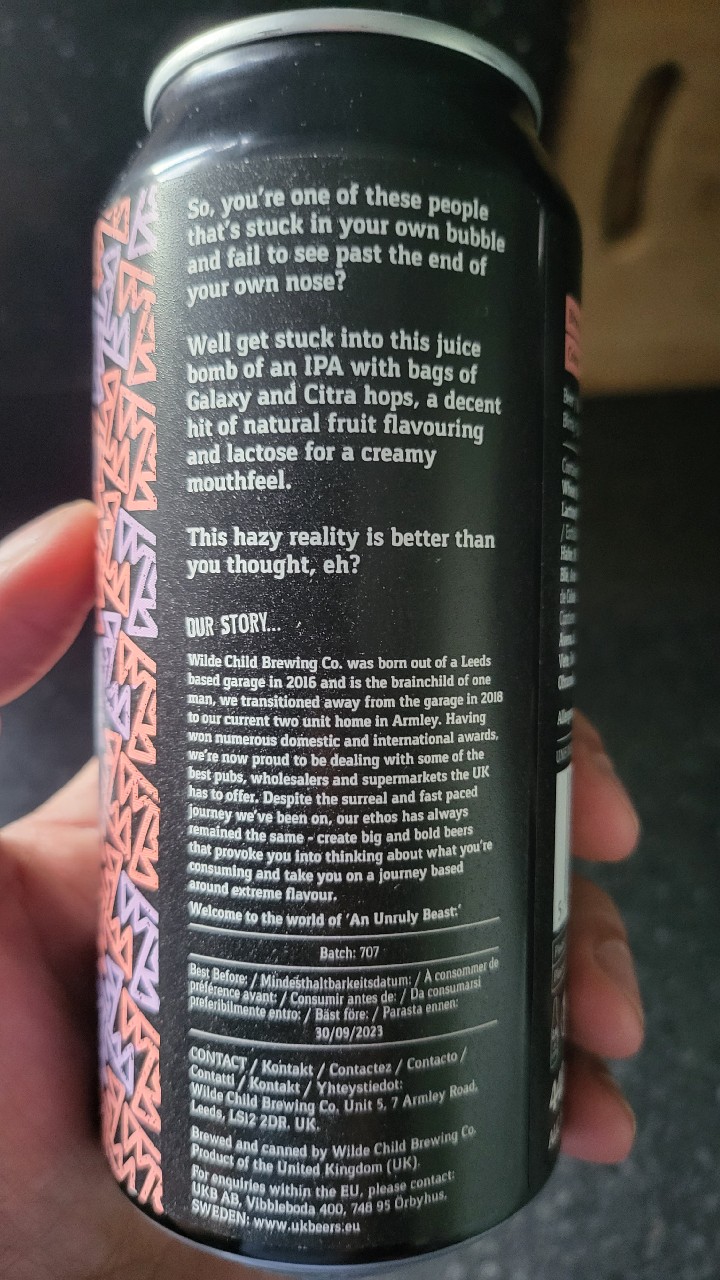 So, you're one of these people
that's stuck in your own bubble
and fail to see past the end of
your own nose?
Well get stuck into this juice
bomb of an IPA with bags of
Galaxy and Citra hops, a decent
hit of natural fruit flavouring
and lactose for a creamy
mouthfeel.
This hazy reality is better than
you thought, eh?
OUR STORY...
Wilde Child Brewing Co. was born out of a Leeds
based garage in 2016 and is the brainchild of one
man, we transitioned away from the garage in 2018
to our current two unit home in Armley. Having
won numerous domestic and international awards,
we're now proud to be dealing with some of the
best pubs, wholesalers and supermarkets the UK
has to offer. Despite the surreal and fast paced
journey we've been on, our ethos has always
remained the same - create big and bold beers
that provoke you into thinking about what you're
consuming and take you on a journey based
around extreme flavour.
Welcome to the world of 'An Unruly Beast:'
Batch: 707
Best Before: / Mindesthaltbarkeitsdatum: / À consommer de
préférence avant: / Consumir antes de: / Da consumarsi
preferibilmente entro: / Bäst före: / Parasta ennen:
30/09/2023
CONTACT / Kontakt / Contactez / Contacto /
Contatti / Kontakt / Yhteystiedot:
Wilde Child Brewing Co, Unit 5, 7 Armley Road,
Leeds, LS12 2DR. UK.
Brewed and canned by Wilde Child Brewing Co.
Product of the United Kingdom (UK).
For enquiries within the EU, please contact:
UKB AB, Vibbleboda 400, 748 95 Örbyhus,
SWEDEN: www.ukbeers.eu